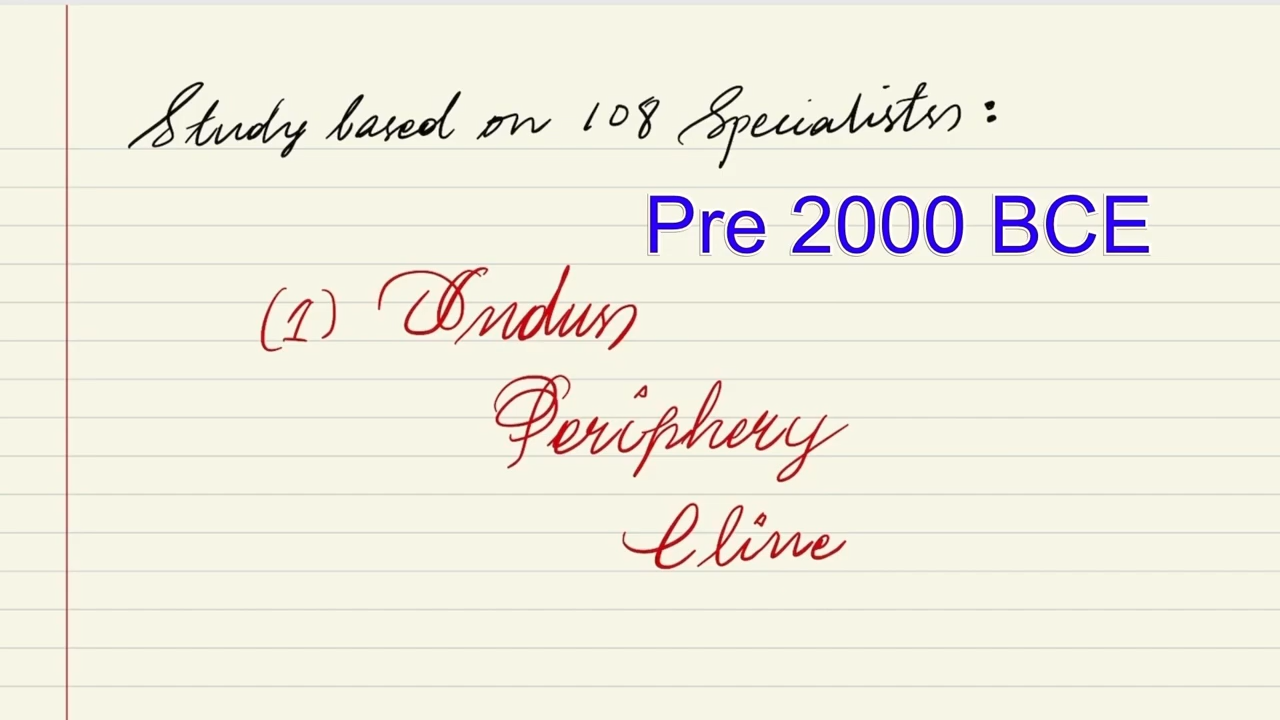 Study based on 108 Specialists:
Pre 2000 BCE
(1) Indus
Periphery
Cline